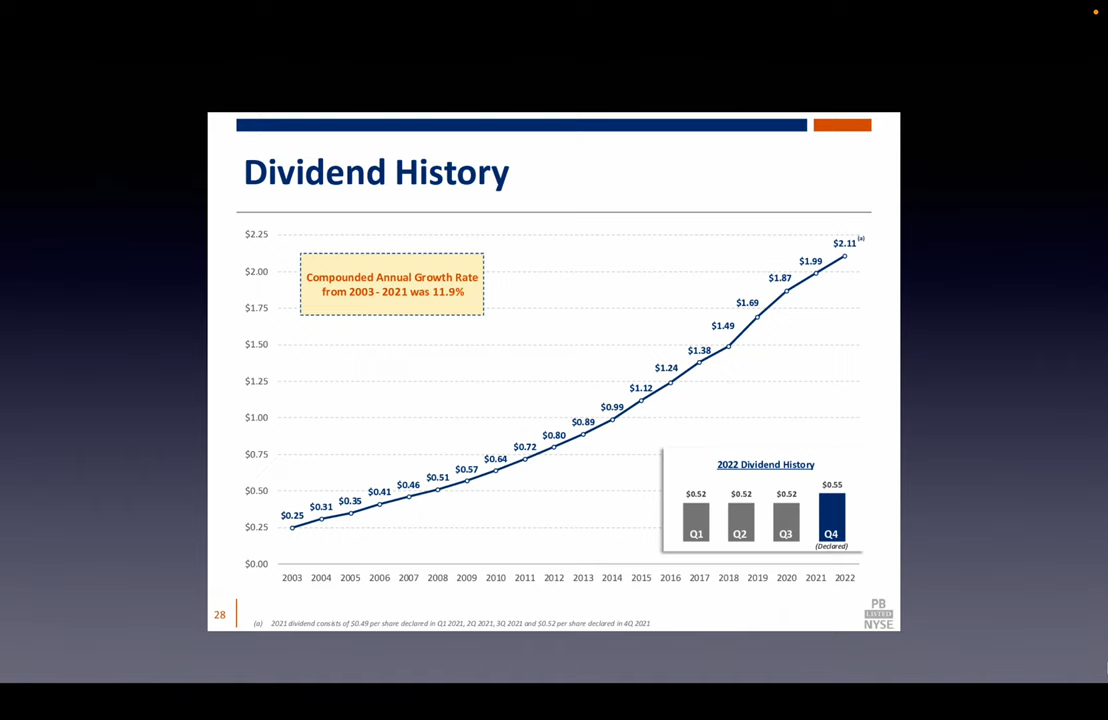 Dividend History
$2.25
$2.00
$1.75
$1.50
$1.25
$1.00
$0.75
$0.50
$0.25
$0.00
Compounded Annual Growth Rate
from 2003 - 2021 was 11.9%
$0.25
$0.31
$0.35
$0.41
$0.46
$0.51
$0.57
$0.64
$0.72
$0.80
$0.89
$0.99
$1.12
$1.24
$1.38
$1.49
$1.69
$1.87
$1.99
$2.11 (a)
2022 Dividend History
$0.52 $0.52 $0.52 $0.55
Q1 Q2 Q3 Q4
(Declared)
2003 2004 2005 2006 2007 2008 2009 2010 2011 2012 2013 2014 2015 2016 2017 2018 2019 2020 2021 2022
28
(a) 2021 dividend consists of $0.49 per share declared in Q1 2021, 2Q 2021, 3Q 2021 and $0.52 per share declared in 4Q 2021
PB
LISTED
NYSE